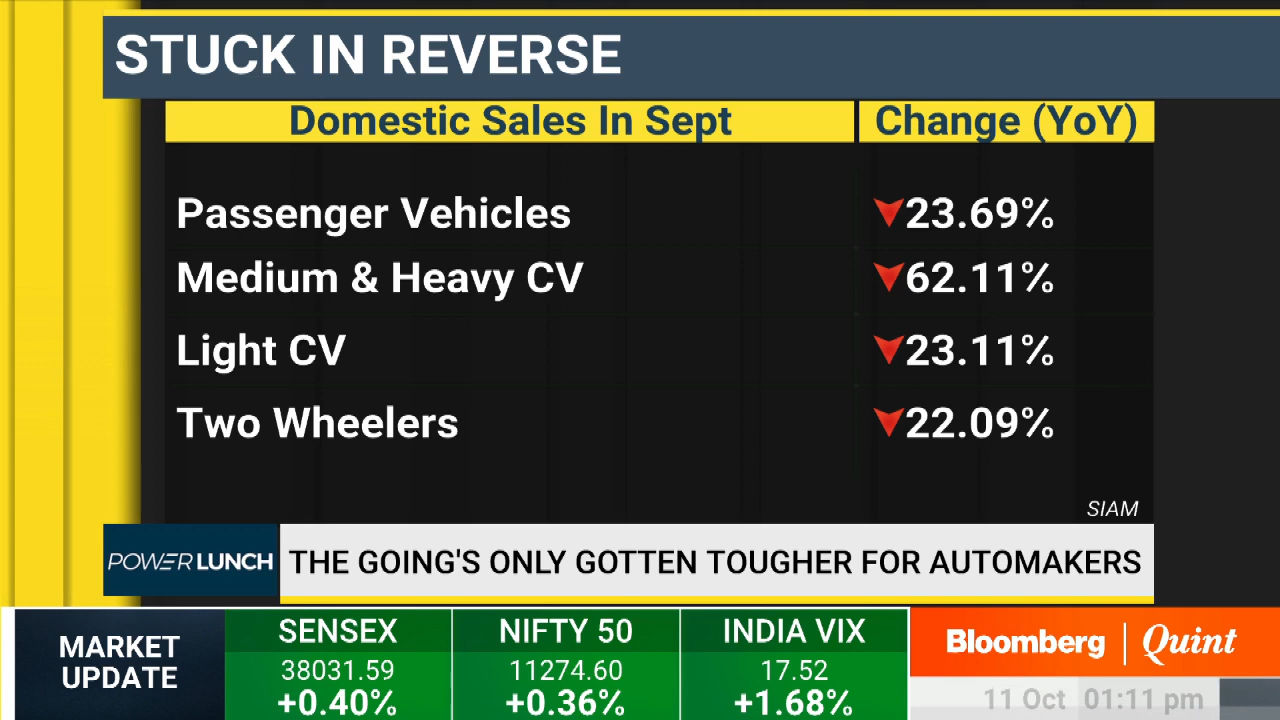 STUCK IN REVERSE
Domestic Sales In Sept Change (YoY)
Passenger Vehicles 23.69%
Medium & Heavy CV 62.11%
Light CV 23.11%
Two Wheelers 22.09%
SIAM
POWER LUNCH THE GOING'S ONLY GOTTEN TOUGHER FOR AUTOMAKERS
MARKET UPDATE
SENSEX
38031.59
+0.40%
NIFTY 50
11274.60
+0.36%
INDIA VIX
17.52
+1.68%
Bloomberg | Quint
11 Oct 01:11 pm